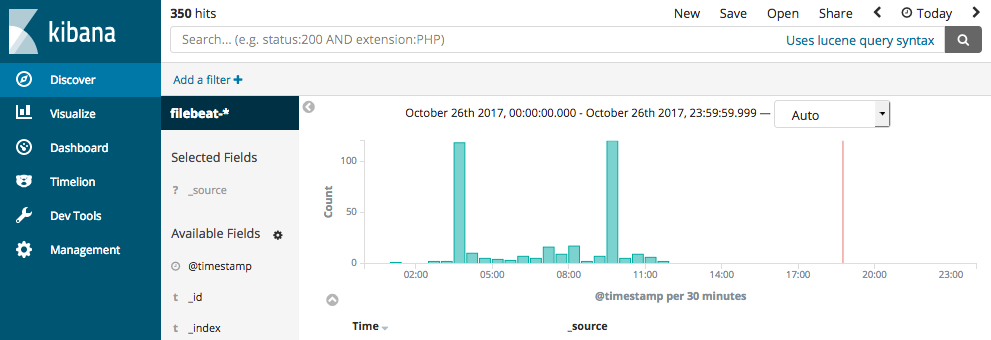 kibana
Discover
Visualize
Dashboard
Timelion
Dev Tools
Management
350 hits
New Save Open Share Today
Search... (e.g. status:200 AND extension:PHP) Uses lucene query syntax
Add a filter +
filebeat-*
Selected Fields
? _source
Available Fields
@timestamp
t _id
t _index
October 26th 2017, 00:00:00.000 - October 26th 2017, 23:59:59.999 — Auto
Count
100
50
0
02:00 05:00 08:00 11:00 14:00 17:00 20:00 23:00
@timestamp per 30 minutes
Time _source